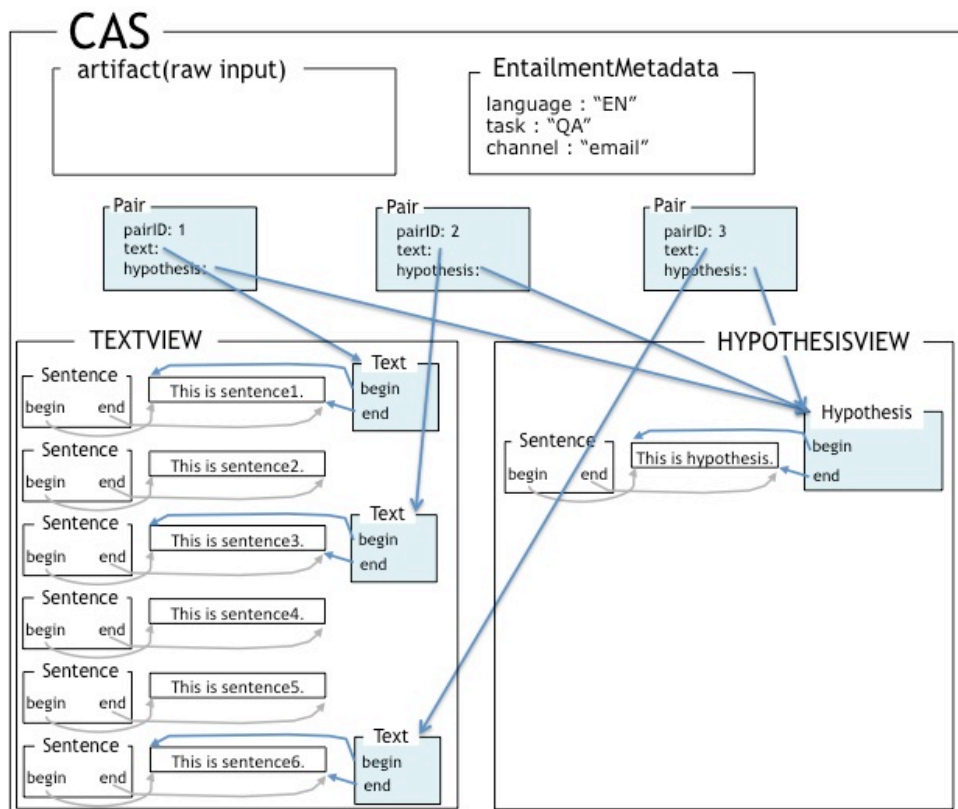 CAS
artifact(raw input)
EntailmentMetadata
language : “EN”
task : “QA”
channel : “email”
Pair
pairID: 1
text:
hypothesis:
Pair
pairID: 2
text:
hypothesis:
Pair
pairID: 3
text:
hypothesis:
TEXTVIEW
Sentence
begin end
This is sentence1.
Text
begin
end
Sentence
begin end
This is sentence2.
Sentence
begin end
This is sentence3.
Text
begin
end
Sentence
begin end
This is sentence4.
Sentence
begin end
This is sentence5.
Sentence
begin end
This is sentence6.
Text
begin
end
HYPOTHESISVIEW
Sentence
begin end
This is hypothesis.
Hypothesis
begin
end